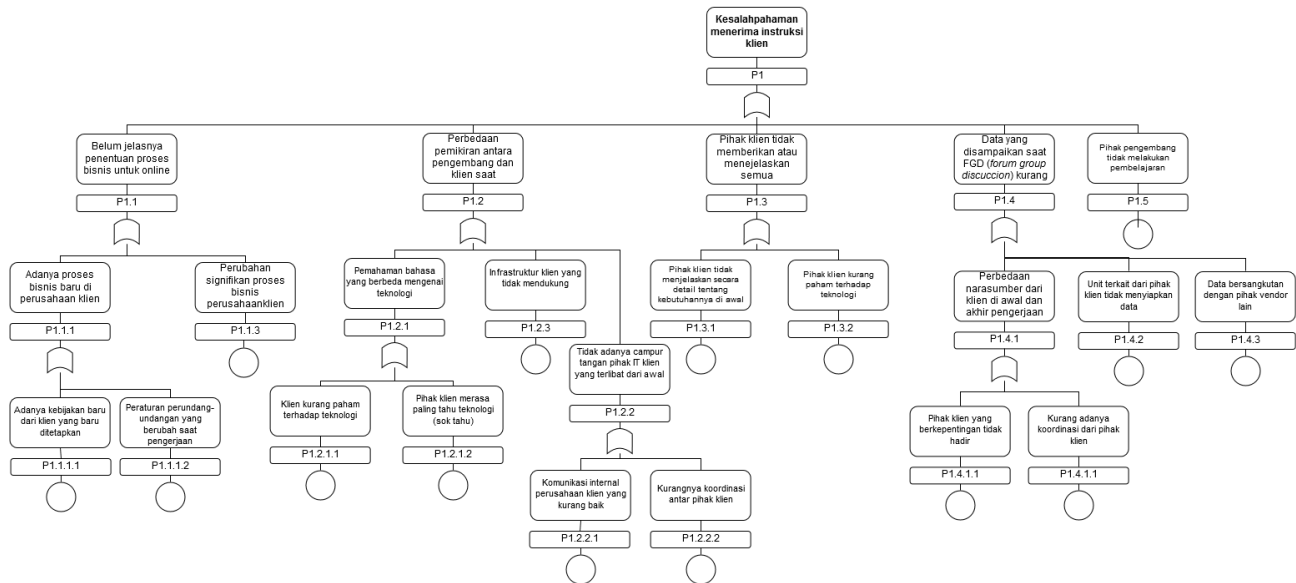 Kesalahpahaman
menerima instruksi
klien
P1
Belum jelasnya
penentuan proses
bisnis untuk online
P1.1
Perbedaan
pemikiran antara
pengembang dan
klien saat
P1.2
Pihak klien tidak
memberikan atau
menejelaskan
semua
P1.3
Data yang
disampaikan saat
FGD (forum group
discuccion) kurang
P1.4
Pihak pengembang
tidak melakukan
pembelajaran
P1.5
Adanya proses
bisnis baru di
perusahaan klien
P1.1.1
Perubahan
signifikan proses
bisnis
perusahaanklien
P1.1.3
Pemahaman bahasa
yang berbeda mengenai
teknologi
P1.2.1
Infrastruktur klien yang
tidak mendukung
P1.2.3
Tidak adanya campur
tangan pihak IT klien
yang terlibat dari awal
P1.2.2
Pihak klien tidak
menjelaskan secara
detail tentang
kebutuhannya di awal
P1.3.1
Pihak klien kurang
paham terhadap
teknologi
P1.3.2
Perbedaan
narasumber dari
klien di awal dan
akhir pengerjaan
P1.4.1
Unit terkait dari pihak
klien tidak menyiapkan
data
P1.4.2
Data bersangkutan
dengan pihak vendor
lain
P1.4.3
Adanya kebijakan baru
dari klien yang baru
ditetapkan
P1.1.1.1
Peraturan perundang-
undangan yang
berubah saat
pengerjaan
P1.1.1.2
Klien kurang paham
terhadap teknologi
P1.2.1.1
Pihak klien merasa
paling tahu teknologi
(sok tahu)
P1.2.1.2
Komunikasi internal
perusahaan klien yang
kurang baik
P1.2.2.1
Kurangnya koordinasi
antar pihak klien
P1.2.2.2
Pihak klien yang
berkepentingan tidak
hadir
P1.4.1.1
Kurang adanya
koordinasi dari pihak
klien
P1.4.1.1